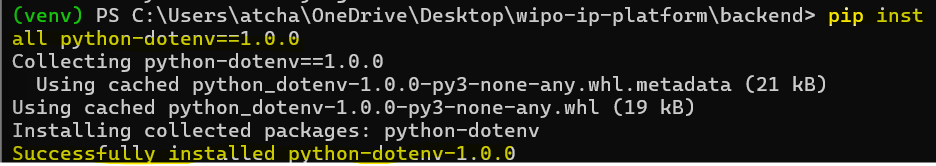 (venv) PS C:\Users\atcha\OneDrive\Desktop\wipo-ip-platform\backend> pip inst
all python-dotenv==1.0.0
Collecting python-dotenv==1.0.0
  Using cached python_dotenv-1.0.0-py3-none-any.whl.metadata (21 kB)
Using cached python_dotenv-1.0.0-py3-none-any.whl (19 kB)
Installing collected packages: python-dotenv
Successfully installed python-dotenv-1.0.0